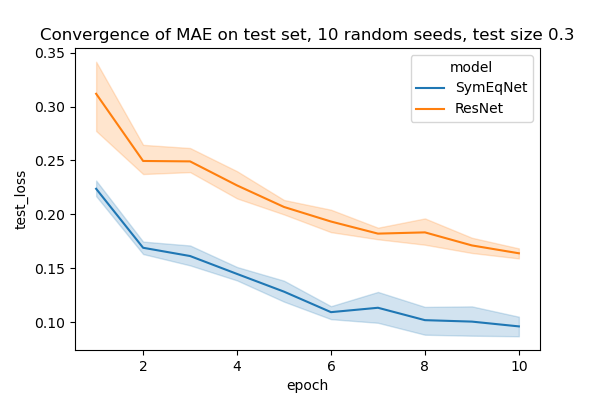 Convergence of MAE on test set, 10 random seeds, test size 0.3
0.35
0.30
0.25
0.20
0.15
0.10
test_loss
model
SymEqNet
ResNet
2 4 6 8 10
epoch